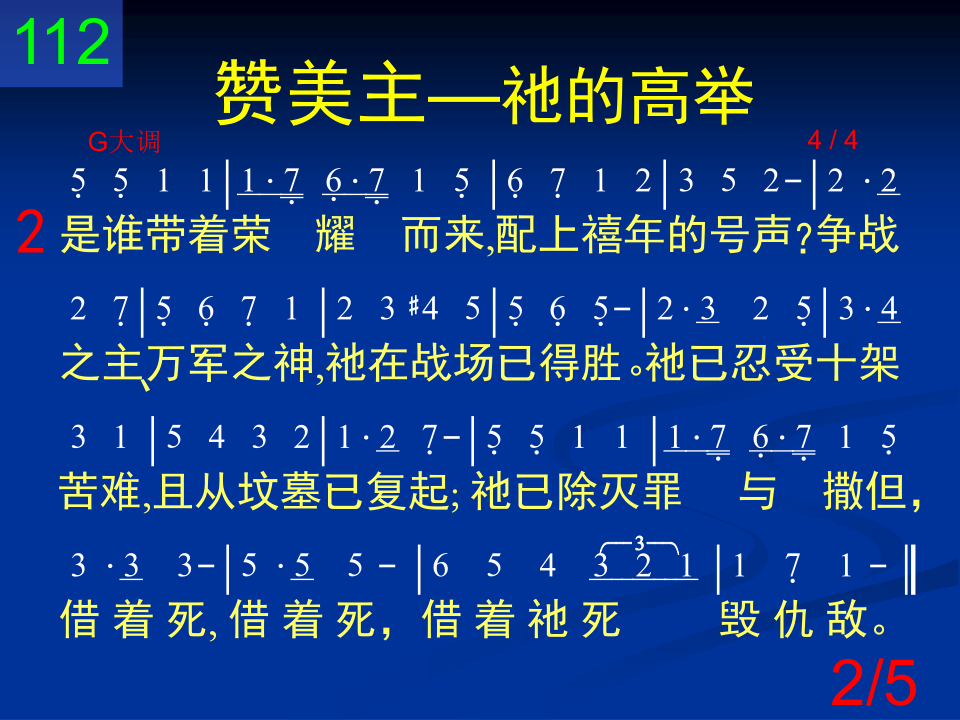 112
赞美主—祂的高举
G大调 4 / 4
5̣ 5̣ 1 1 | 1 · 7̣ 6̣ · 7̣ 1 5̣ | 6̣ 7̣ 1 2 | 3 5 2 - | 2 · 2
2 是谁带着荣 耀 而来,配上禧年的号声?争战
2 7̣ | 5̣ 6̣ 7̣ 1 | 2 3 #4 5 | 5̣ 6̣ 5̣ - | 2 · 3 2 5̣ | 3 · 4
之主、万军之神,祂在战场已得胜。祂已忍受十架
3 1 | 5 4 3 2 | 1 · 2 7̣ - | 5̣ 5̣ 1 1 | 1 · 7̣ 6̣ · 7̣ 1 5̣
苦难,且从坟墓已复起; 祂已除灭罪 与 撒但,
3
3 · 3 3 - | 5 · 5 5 - | 6 5 4 3 2 1 | 1 7̣ 1 - ‖
借 着 死, 借 着 死, 借 着 祂 死 毁 仇 敌。
2/5